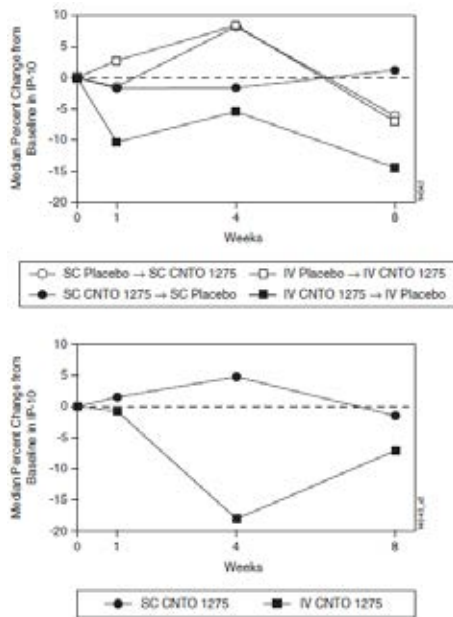 Median Percent Change from
Baseline in IP-10
10
5
0
-5
-10
-15
-20
0
1
4
8
Weeks
SC Placebo → SC CNTO 1275
IV Placebo → IV CNTO 1275
SC CNTO 1275 → SC Placebo
IV CNTO 1275 → IV Placebo
Median Percent Change from
Baseline in IP-10
10
5
0
-5
-10
-15
-20
0
1
4
8
Weeks
SC CNTO 1275
IV CNTO 1275